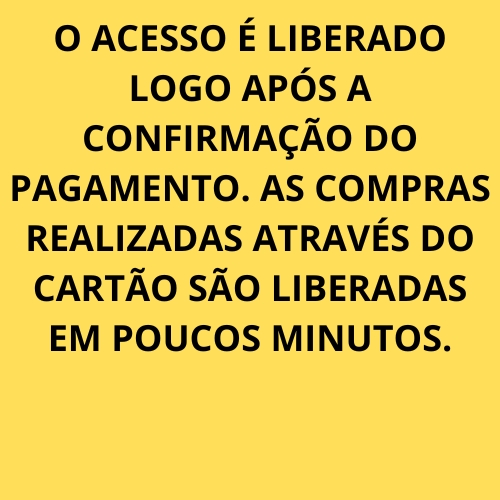 O ACESSO É LIBERADO
LOGO APÓS A
CONFIRMAÇÃO DO
PAGAMENTO. AS COMPRAS
REALIZADAS ATRAVÉS DO
CARTÃO SÃO LIBERADAS
EM POUCOS MINUTOS.